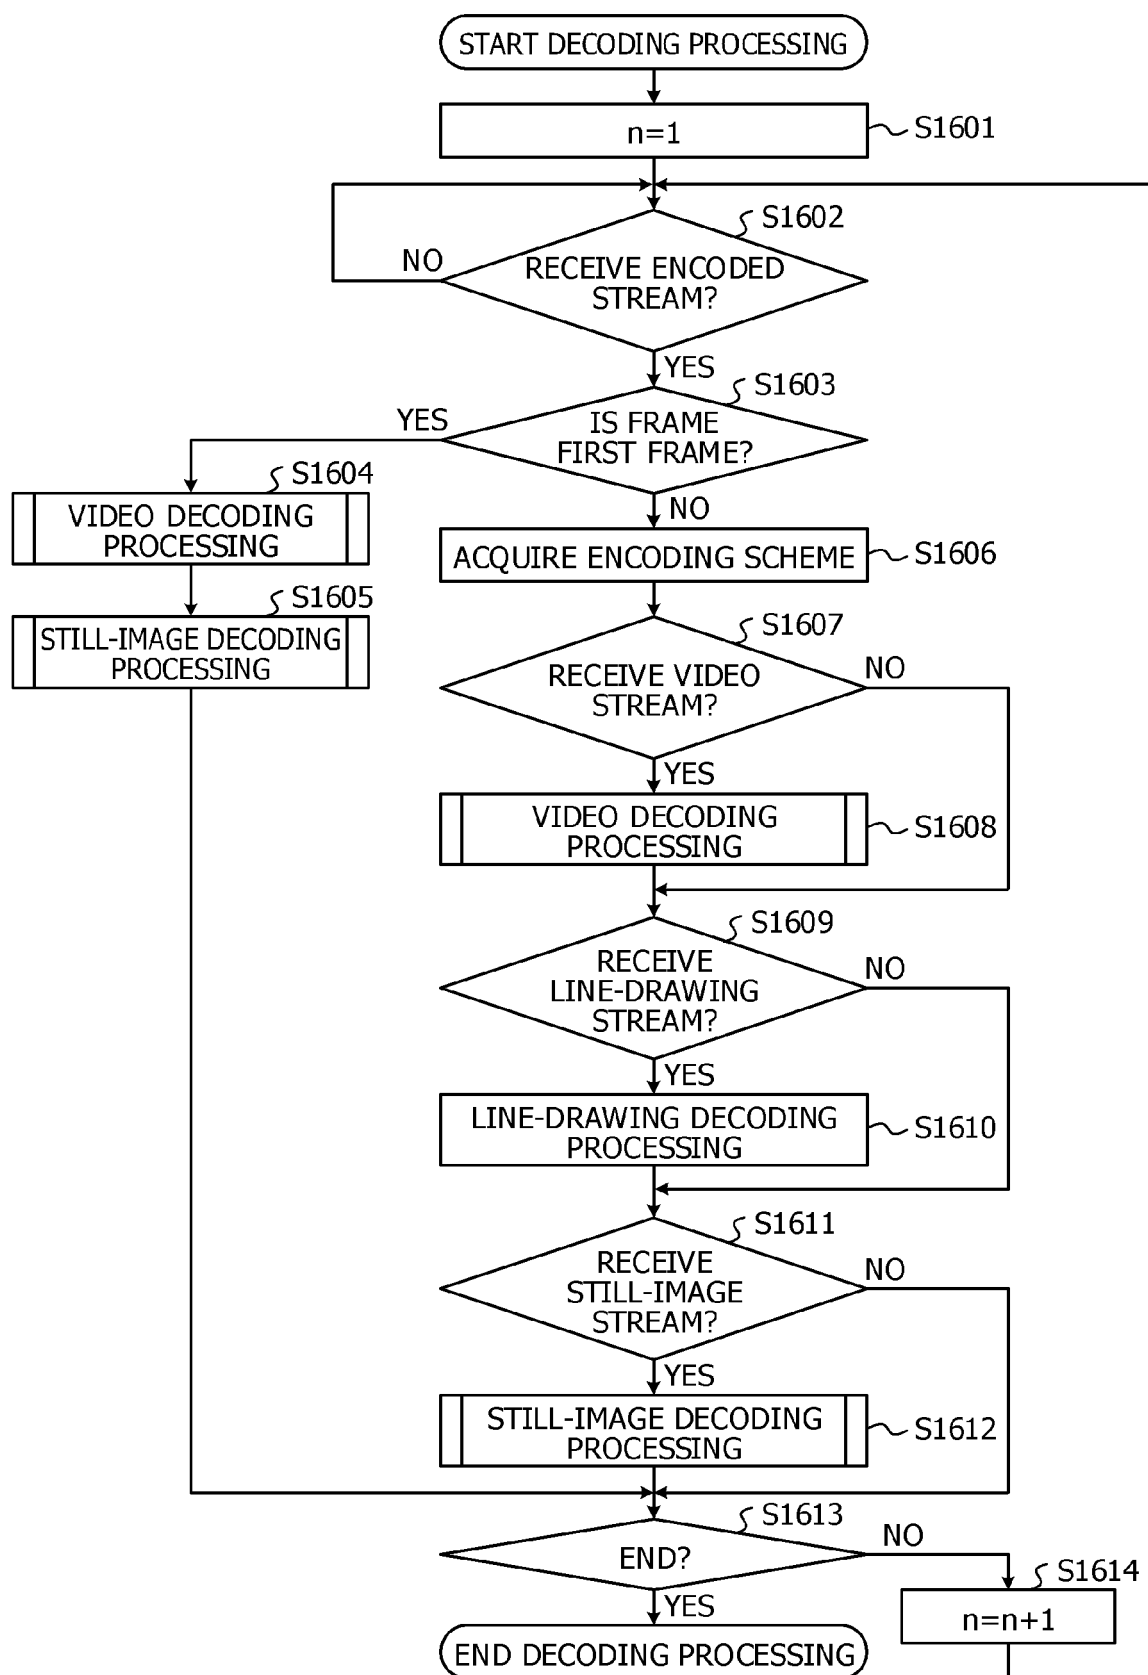 START DECODING PROCESSING
n=1
S1601
S1602
NO
RECEIVE ENCODED
STREAM?
YES
S1603
YES
IS FRAME
FIRST FRAME?
S1604
VIDEO DECODING
PROCESSING
NO
ACQUIRE ENCODING SCHEME
S1606
S1605
STILL-IMAGE DECODING
PROCESSING
S1607
RECEIVE VIDEO
STREAM?
NO
YES
VIDEO DECODING
PROCESSING
S1608
S1609
RECEIVE
LINE-DRAWING
STREAM?
NO
YES
LINE-DRAWING DECODING
PROCESSING
S1610
S1611
RECEIVE
STILL-IMAGE
STREAM?
NO
YES
STILL-IMAGE DECODING
PROCESSING
S1612
S1613
END?
NO
S1614
n=n+1
YES
END DECODING PROCESSING